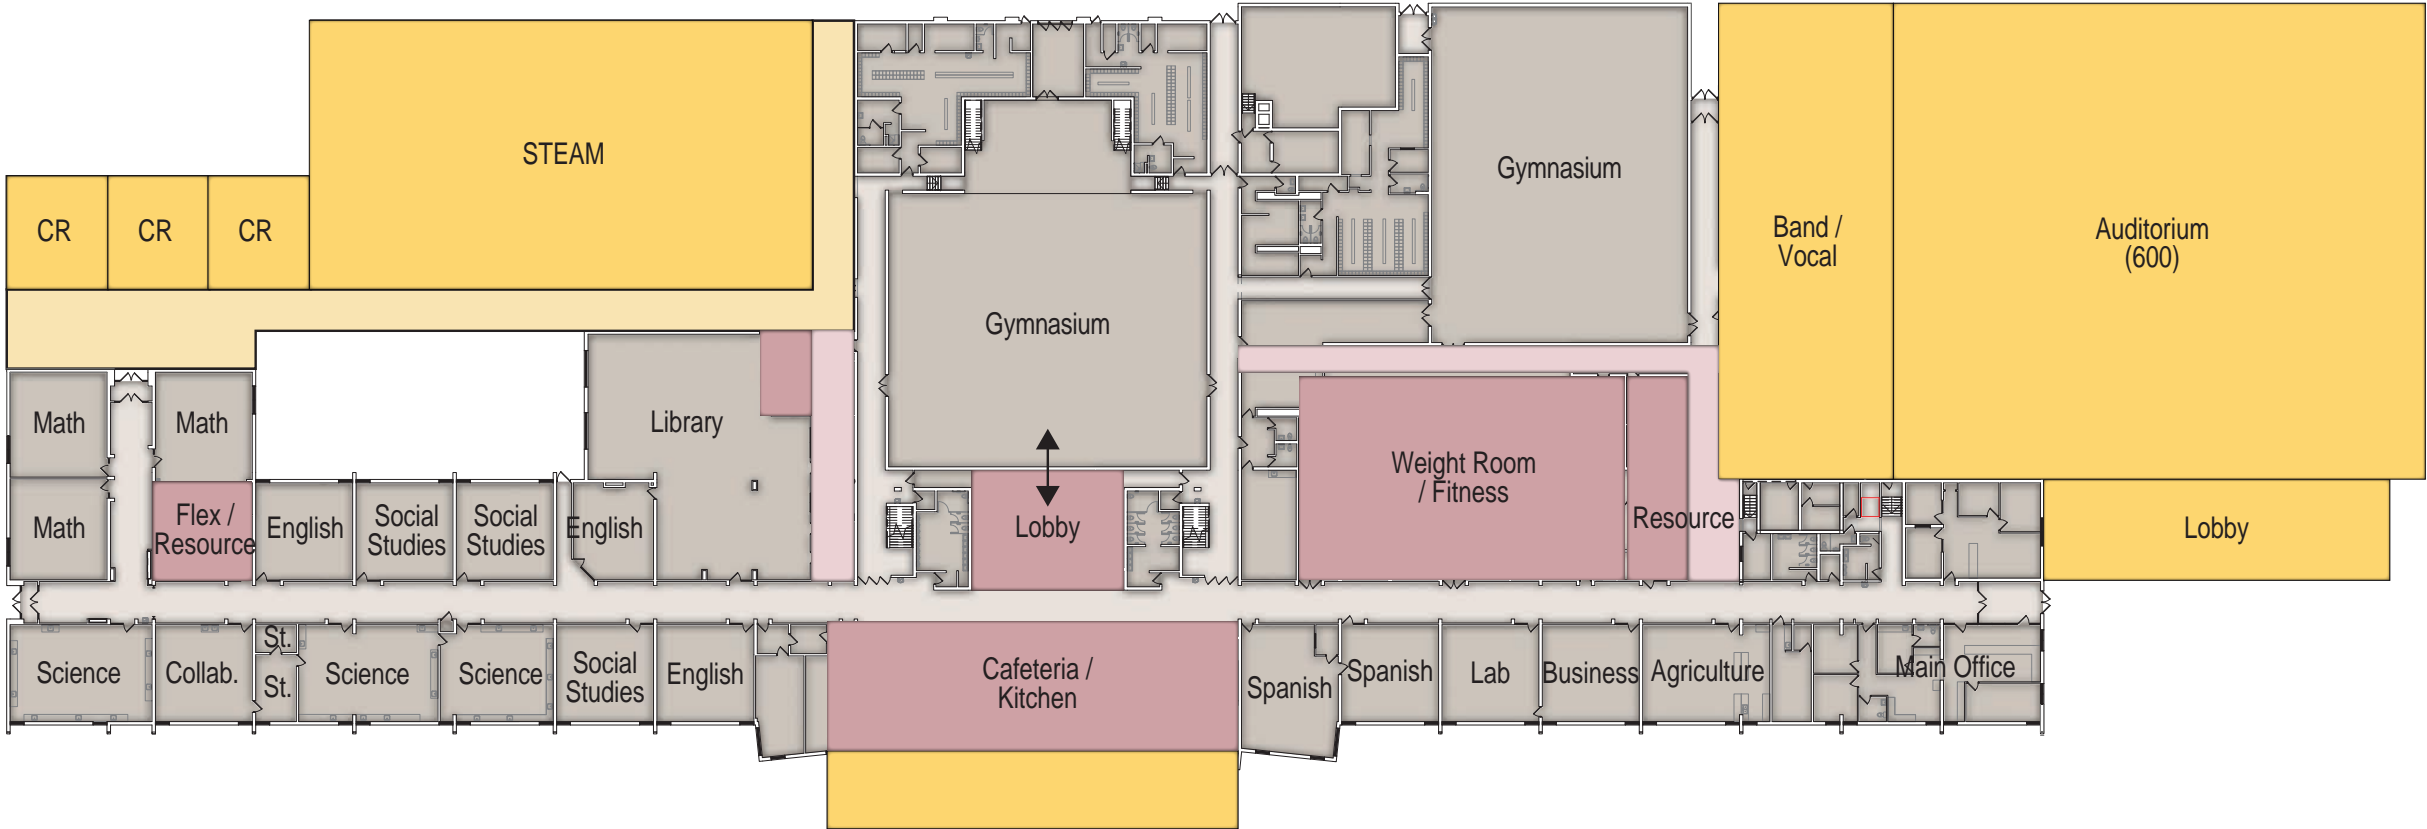 STEAM
CR
CR
CR
Gymnasium
Gymnasium
Band /
Vocal
Auditorium
(600)
Math
Math
Library
Math
Flex /
Resource
English
Social
Studies
Social
Studies
English
Lobby
Weight Room
/ Fitness
Resource
Lobby
Science
Collab.
St.
St.
Science
Science
Social
Studies
English
Cafeteria /
Kitchen
Spanish
Spanish
Lab
Business
Agriculture
Main Office